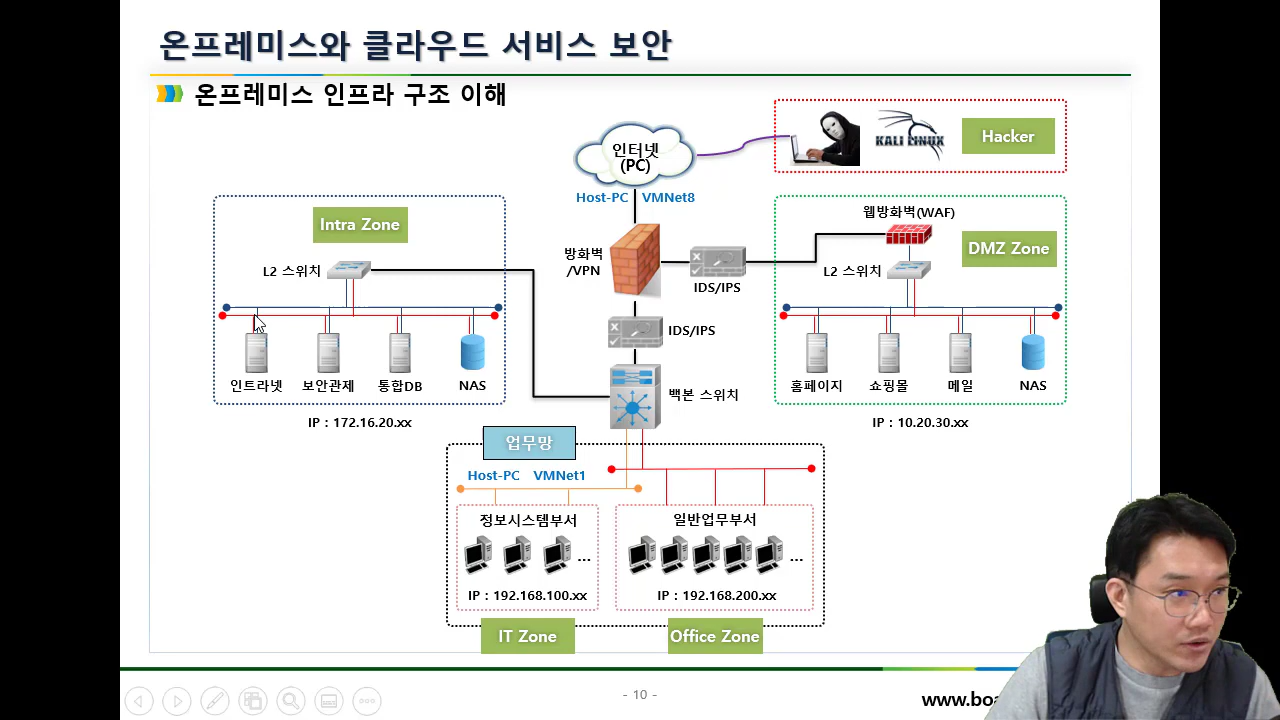 온프레미스와 클라우드 서비스 보안
온프레미스 인프라 구조 이해
인터넷
(PC)
KALI LINUX
Hacker
Host-PC VMNet8
Intra Zone
방화벽
/VPN
IDS/IPS
웹방화벽(WAF)
DMZ Zone
L2 스위치
L2 스위치
IDS/IPS
인트라넷
보안관제
통합DB
NAS
백본 스위치
홈페이지
쇼핑몰
메일
NAS
IP : 172.16.20.xx
IP : 10.20.30.xx
업무망
Host-PC VMNet1
정보시스템부서
일반업무부서
...
...
IP : 192.168.100.xx
IP : 192.168.200.xx
IT Zone
Office Zone
- 10 -